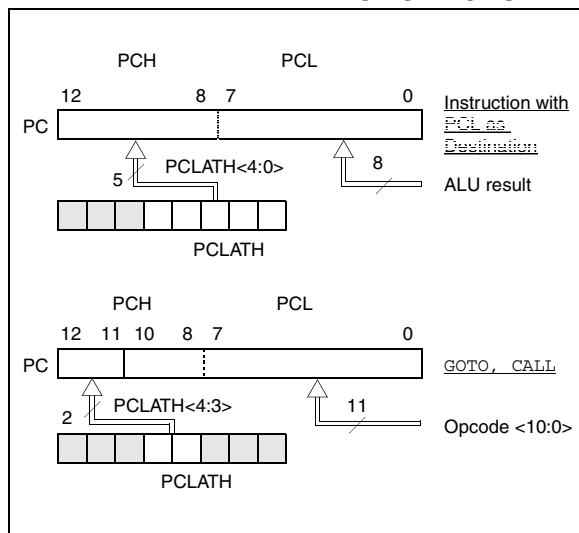 PCH PCL
12 8 7 0
PC
Instruction with
PCL as
Destination
5 PCLATH<4:0> 8
ALU result
PCLATH
PCH PCL
12 11 10 8 7 0
PC
GOTO, CALL
2 PCLATH<4:3> 11
Opcode <10:0>
PCLATH